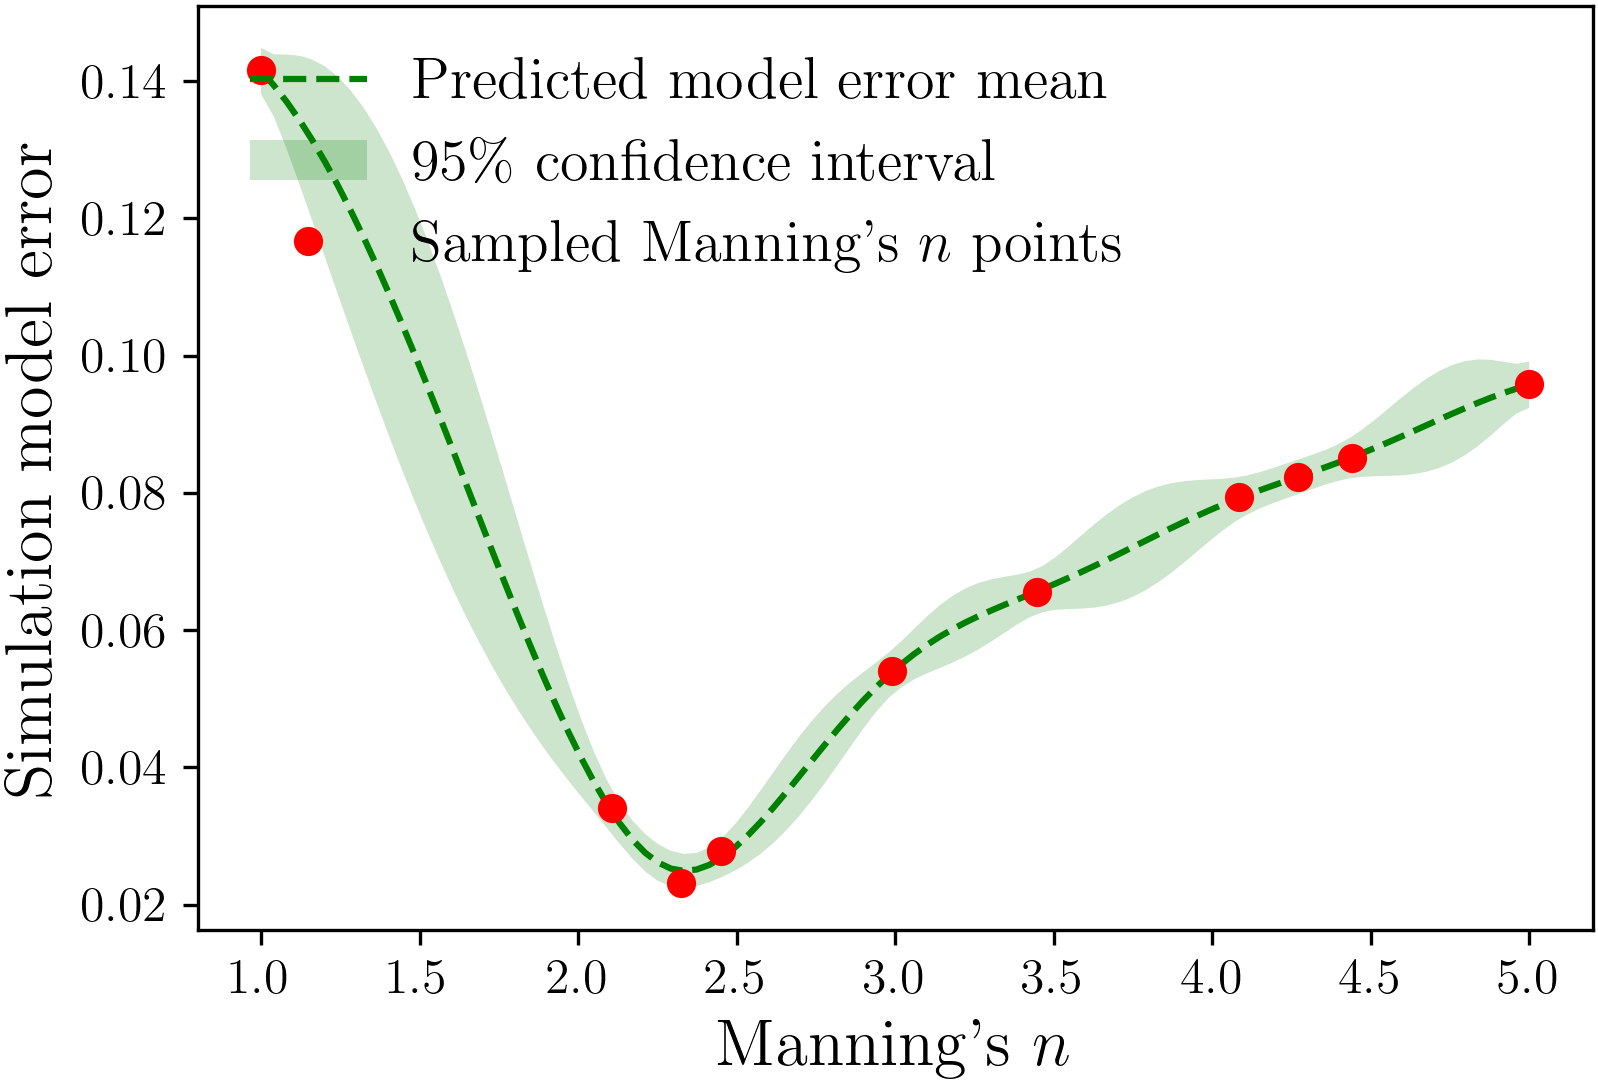 Predicted model error mean
95% confidence interval
Sampled Manning's n points
Simulation model error
0.14
0.12
0.10
0.08
0.06
0.04
0.02
1.0 1.5 2.0 2.5 3.0 3.5 4.0 4.5 5.0
Manning's n